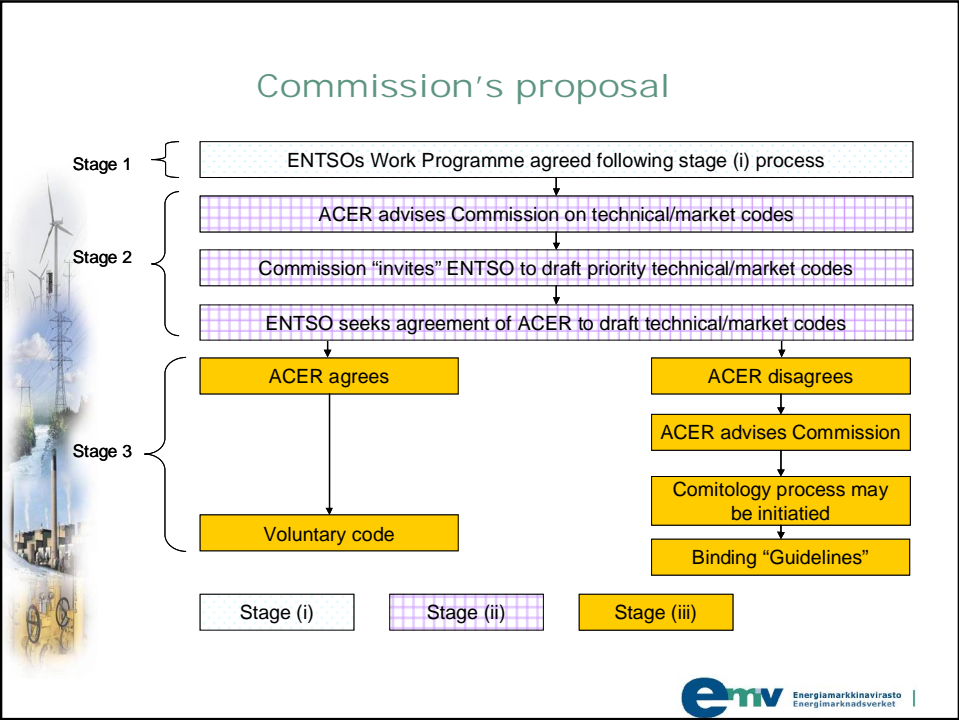 Commission's proposal
Stage 1
ENTSOs Work Programme agreed following stage (i) process
Stage 2
ACER advises Commission on technical/market codes
Commission “invites” ENTSO to draft priority technical/market codes
ENTSO seeks agreement of ACER to draft technical/market codes
Stage 3
ACER agrees
ACER disagrees
ACER advises Commission
Comitology process may
be initiatied
Voluntary code
Binding “Guidelines”
Stage (i)
Stage (ii)
Stage (iii)
emv
Energiamarkkinavirasto
Energimarknadsverket